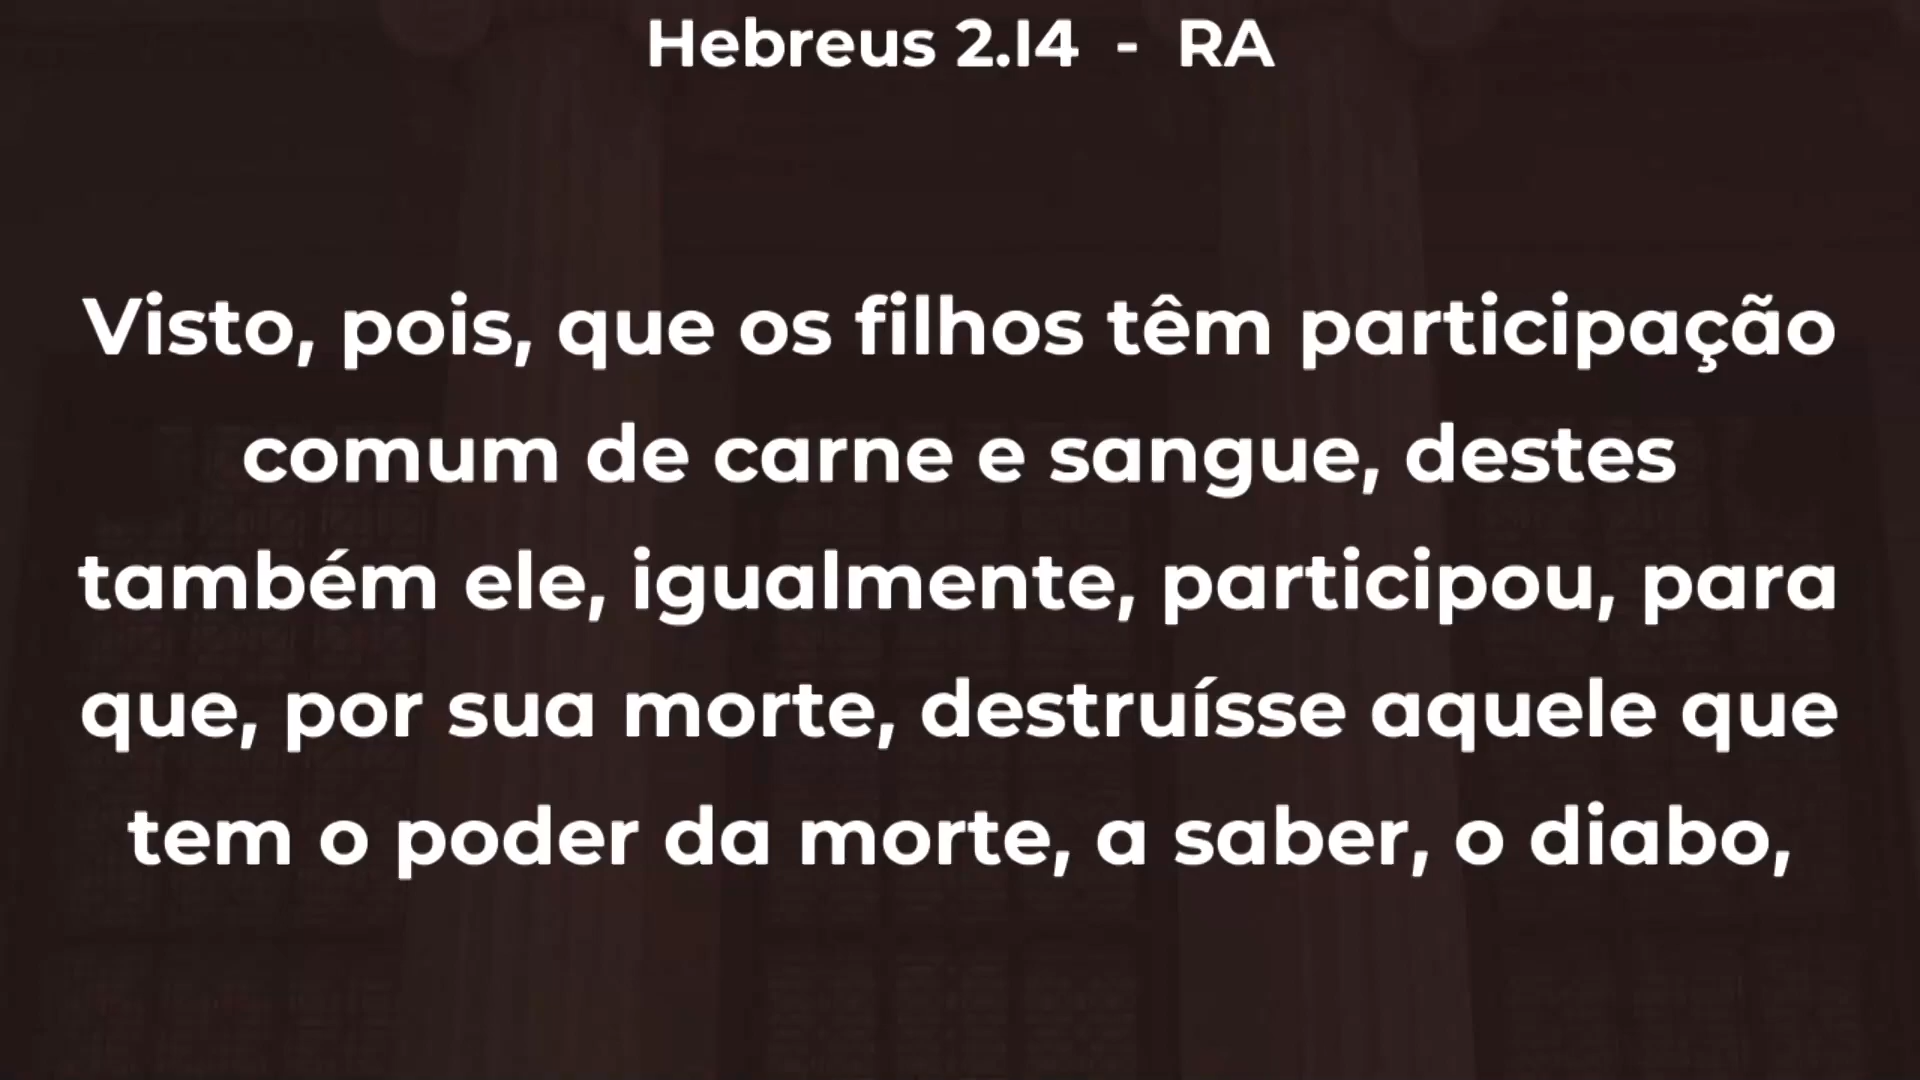 Hebreus 2.14 - RA
Visto, pois, que os filhos têm participação
comum de carne e sangue, destes
também ele, igualmente, participou, para
que, por sua morte, destruísse aquele que
tem o poder da morte, a saber, o diabo,